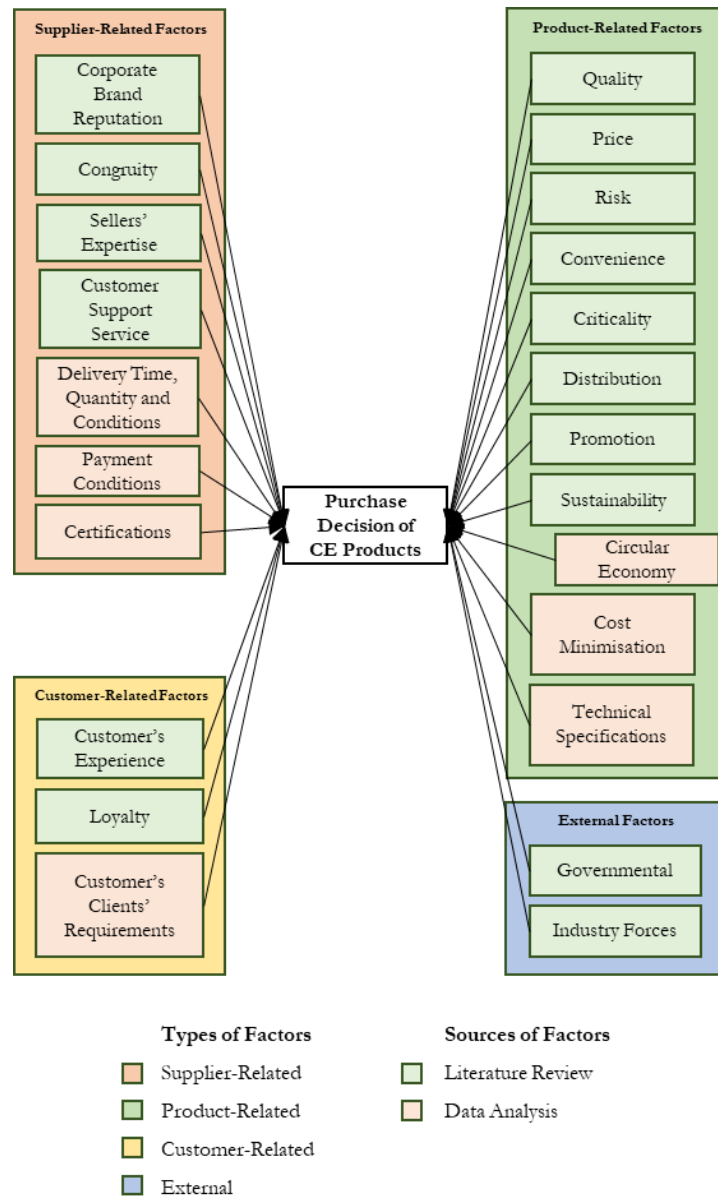 Supplier-Related Factors
Corporate
Brand
Reputation
Congruity
Sellers'
Expertise
Customer
Support
Service
Delivery Time,
Quantity and
Conditions
Payment
Conditions
Certifications
Purchase
Decision of
CE Products
Product-Related Factors
Quality
Price
Risk
Convenience
Criticality
Distribution
Promotion
Sustainability
Circular
Economy
Cost
Minimisation
Technical
Specifications
Customer-Related Factors
Customer's
Experience
Loyalty
Customer's
Clients'
Requirements
External Factors
Governmental
Industry Forces
Types of Factors
Supplier-Related
Product-Related
Customer-Related
External
Sources of Factors
Literature Review
Data Analysis